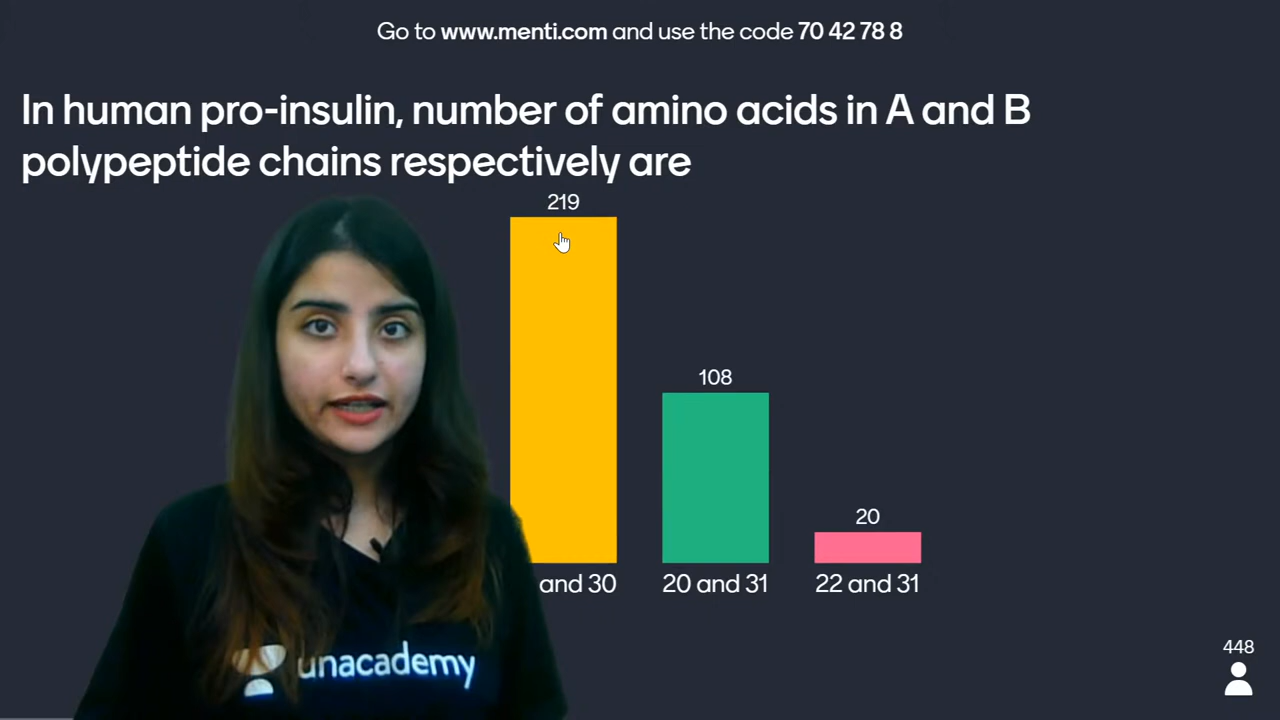 Go to www.menti.com and use the code 70 42 78 8
In human pro-insulin, number of amino acids in A and B
polypeptide chains respectively are
219
108
20
and 30
20 and 31
22 and 31
448
unacademy